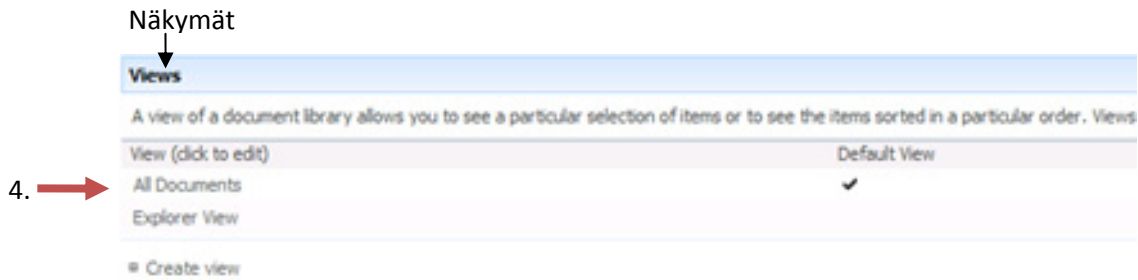 Näkymät
Views
A view of a document library allows you to see a particular selection of items or to see the items sorted in a particular order. Views
View (click to edit) Default View
4. All Documents
Explorer View
Create view